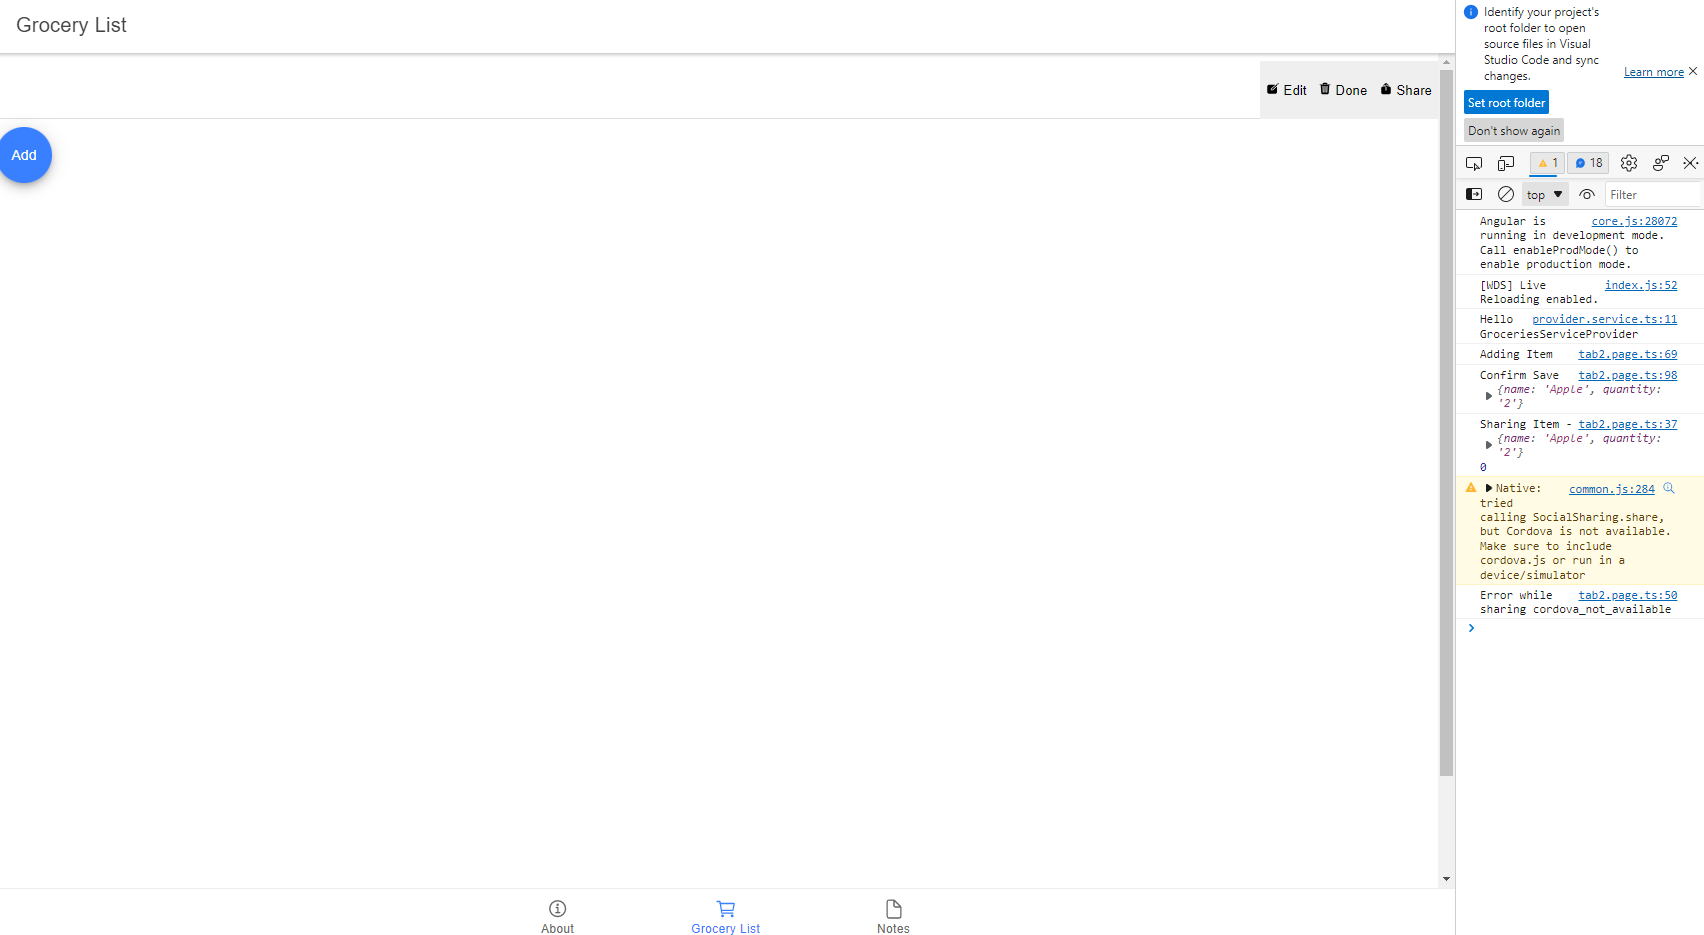 Grocery List
Edit Done Share
Add
About
Grocery List
Notes
Identify your project's
root folder to open
source files in Visual
Studio Code and sync
changes.
Learn more
Set root folder
Don't show again
1 18
top Filter
Angular is core.js:28072
running in development mode.
Call enableProdMode() to
enable production mode.
[WDS] Live index.js:52
Reloading enabled.
Hello provider.service.ts:11
GroceriesServiceProvider
Adding Item tab2.page.ts:69
Confirm Save tab2.page.ts:98
{name: 'Apple', quantity:
'2'}
Sharing Item - tab2.page.ts:37
{name: 'Apple', quantity:
'2'}
0
Native: common.js:284
tried
calling SocialSharing.share,
but Cordova is not available.
Make sure to include
cordova.js or run in a
device/simulator
Error while tab2.page.ts:50
sharing cordova_not_available